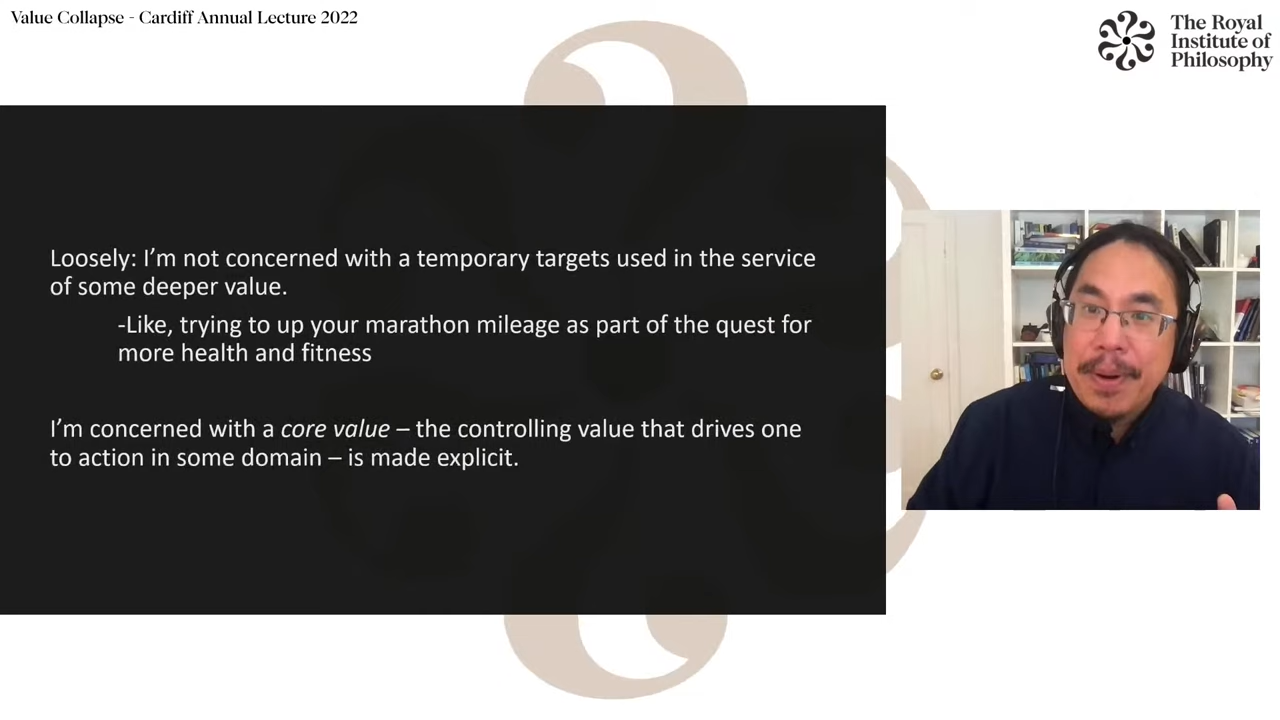 Value Collapse - Cardiff Annual Lecture 2022
The Royal
Institute of
Philosophy
Loosely: I’m not concerned with a temporary targets used in the service
of some deeper value.
-Like, trying to up your marathon mileage as part of the quest for
more health and fitness
I’m concerned with a core value – the controlling value that drives one
to action in some domain – is made explicit.